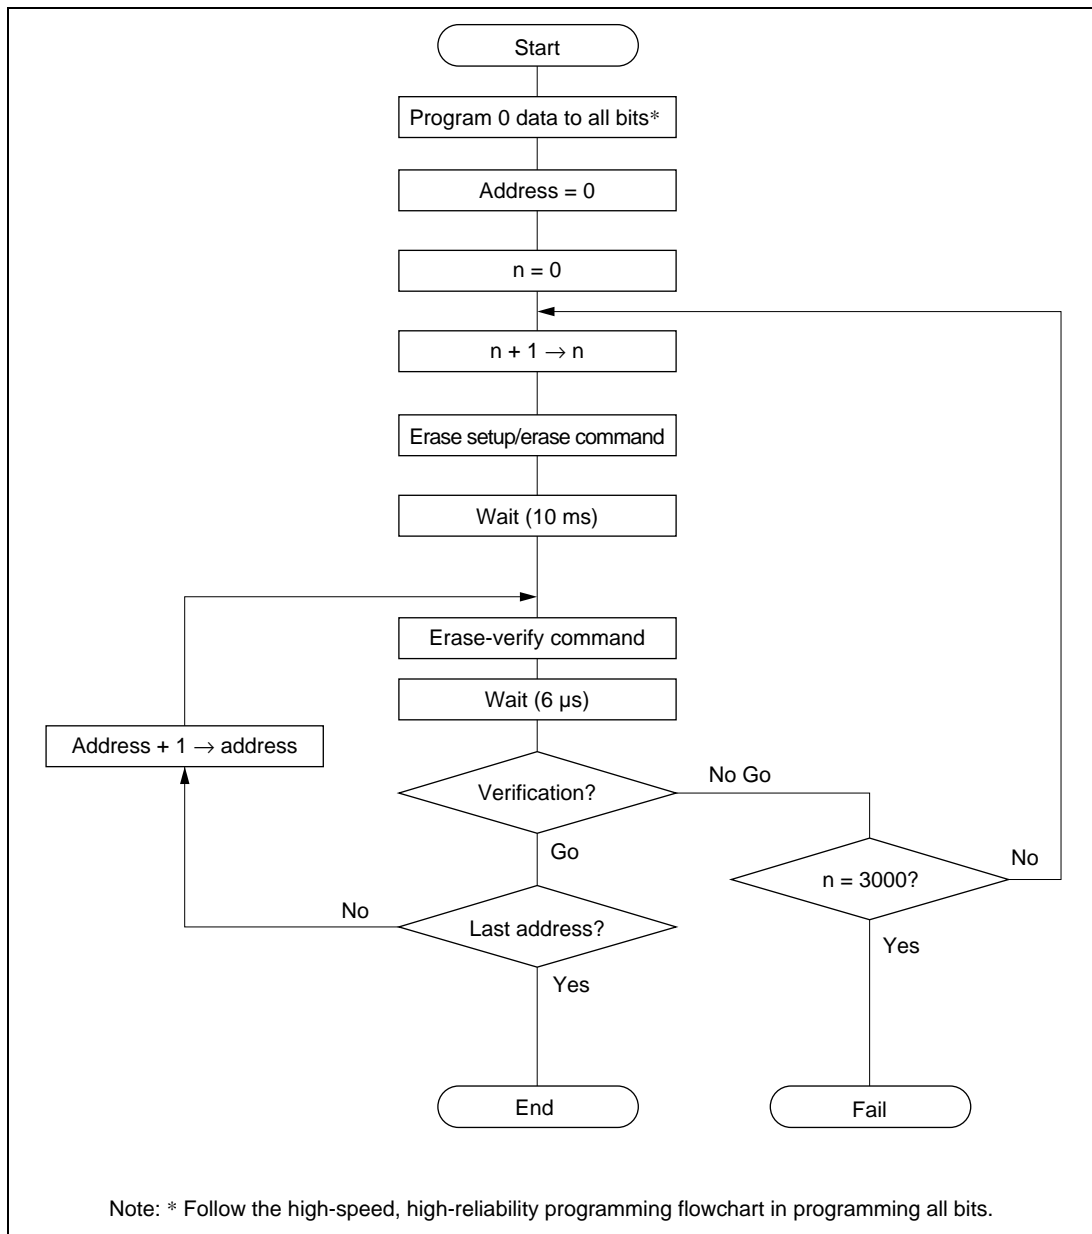 Start
Program 0 data to all bits*
Address = 0
n = 0
n + 1 → n
Erase setup/erase command
Wait (10 ms)
Erase-verify command
Wait (6 µs)
Address + 1 → address
Verification?
No Go
Go
n = 3000?
No
No
Last address?
Yes
Yes
End
Fail
Note: * Follow the high-speed, high-reliability programming flowchart in programming all bits.